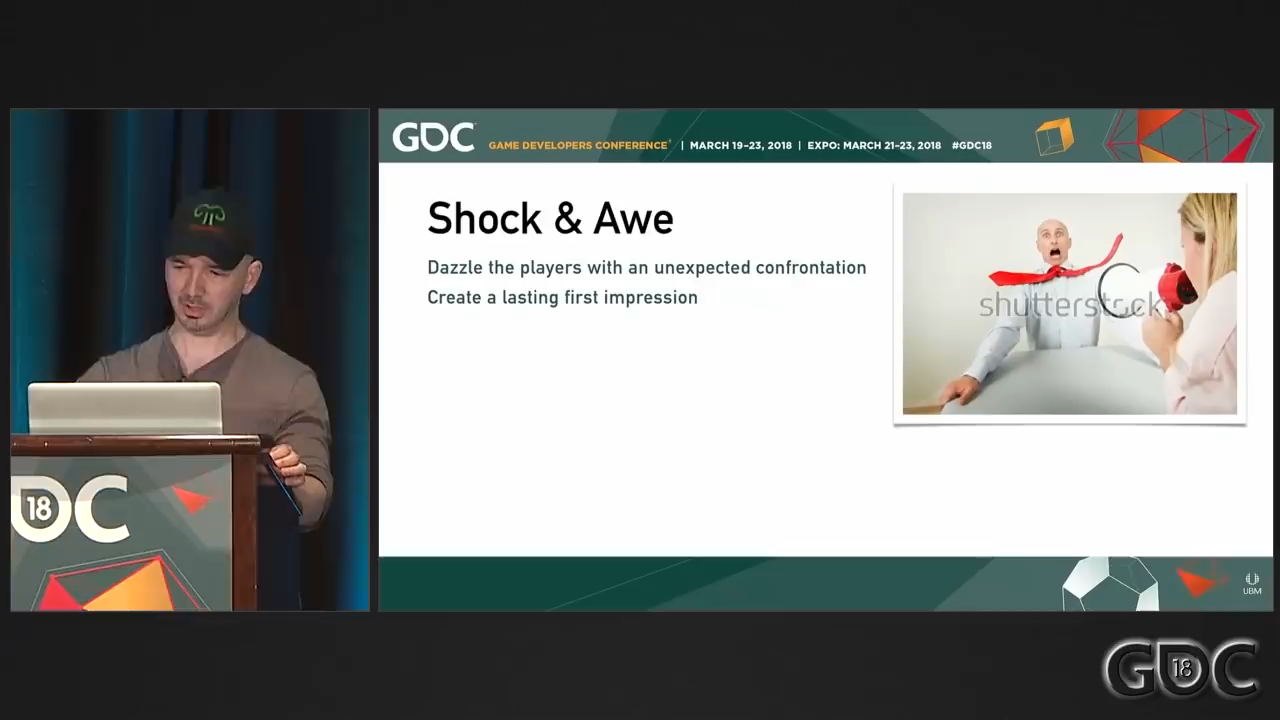 GDC
GAME DEVELOPERS CONFERENCE | MARCH 19–23, 2018 | EXPO: MARCH 21–23, 2018 #GDC18
Shock & Awe
Dazzle the players with an unexpected confrontation
Create a lasting first impression
shutterstock
DC
18
UBM
GDC
18